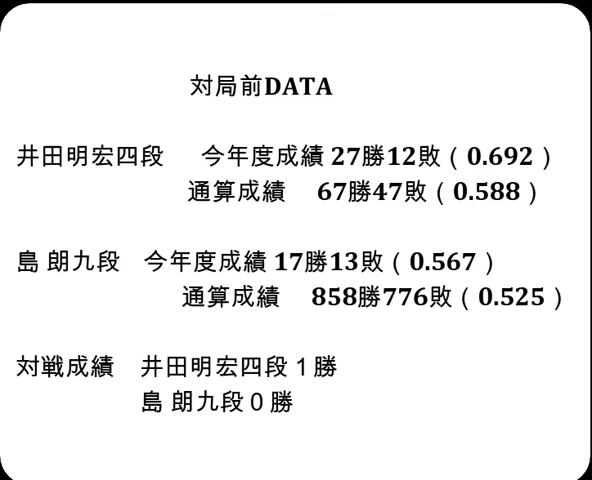 対局前DATA
井田明宏四段 今年度成績 27勝12敗（0.692）
通算成績 67勝47敗（0.588）
島 朗九段 今年度成績 17勝13敗（0.567）
通算成績 858勝776敗（0.525）
対戦成績 井田明宏四段 1 勝
島 朗九段 0 勝